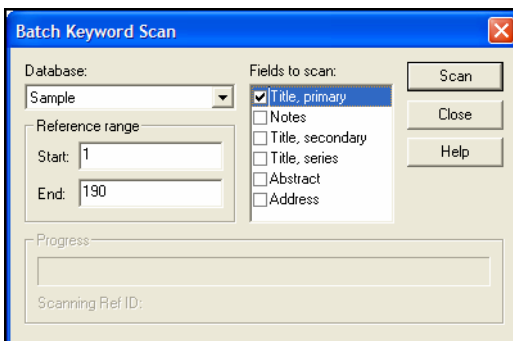 Batch Keyword Scan
Database:
Sample
Reference range
Start: 1
End: 190
Fields to scan:
Title, primary
Notes
Title, secondary
Title, series
Abstract
Address
Scan
Close
Help
Progress
Scanning Ref ID: